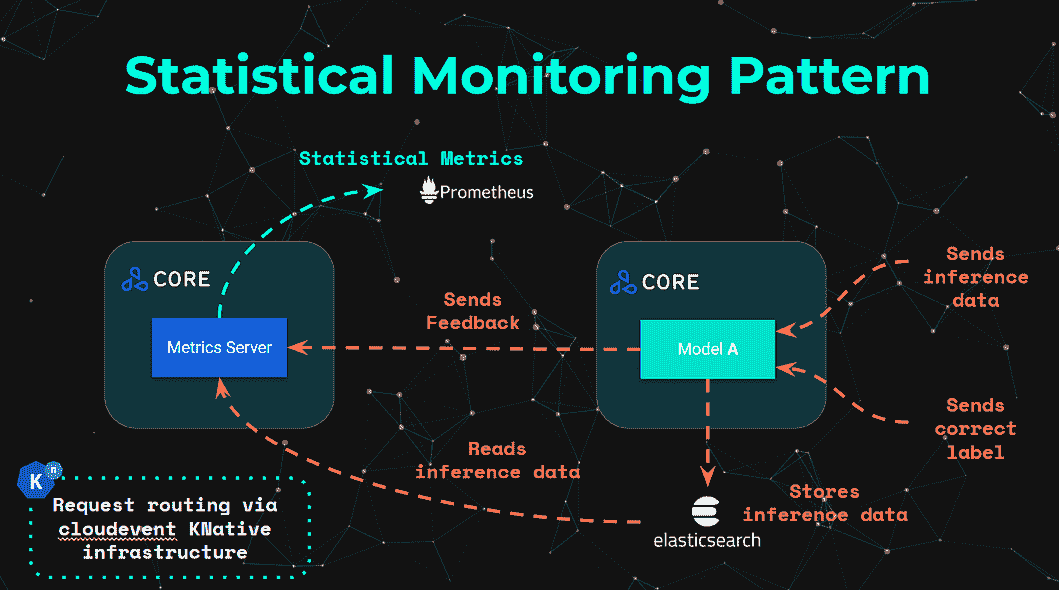 Statistical Monitoring Pattern
Statistical Metrics
Prometheus
CORE
Metrics Server
Sends
Feedback
CORE
Model A
Sends
inference
data
Sends
correct
label
Reads
inference data
Stores
inference data
elasticsearch
K
n
Request routing via
cloudevent KNative
infrastructure